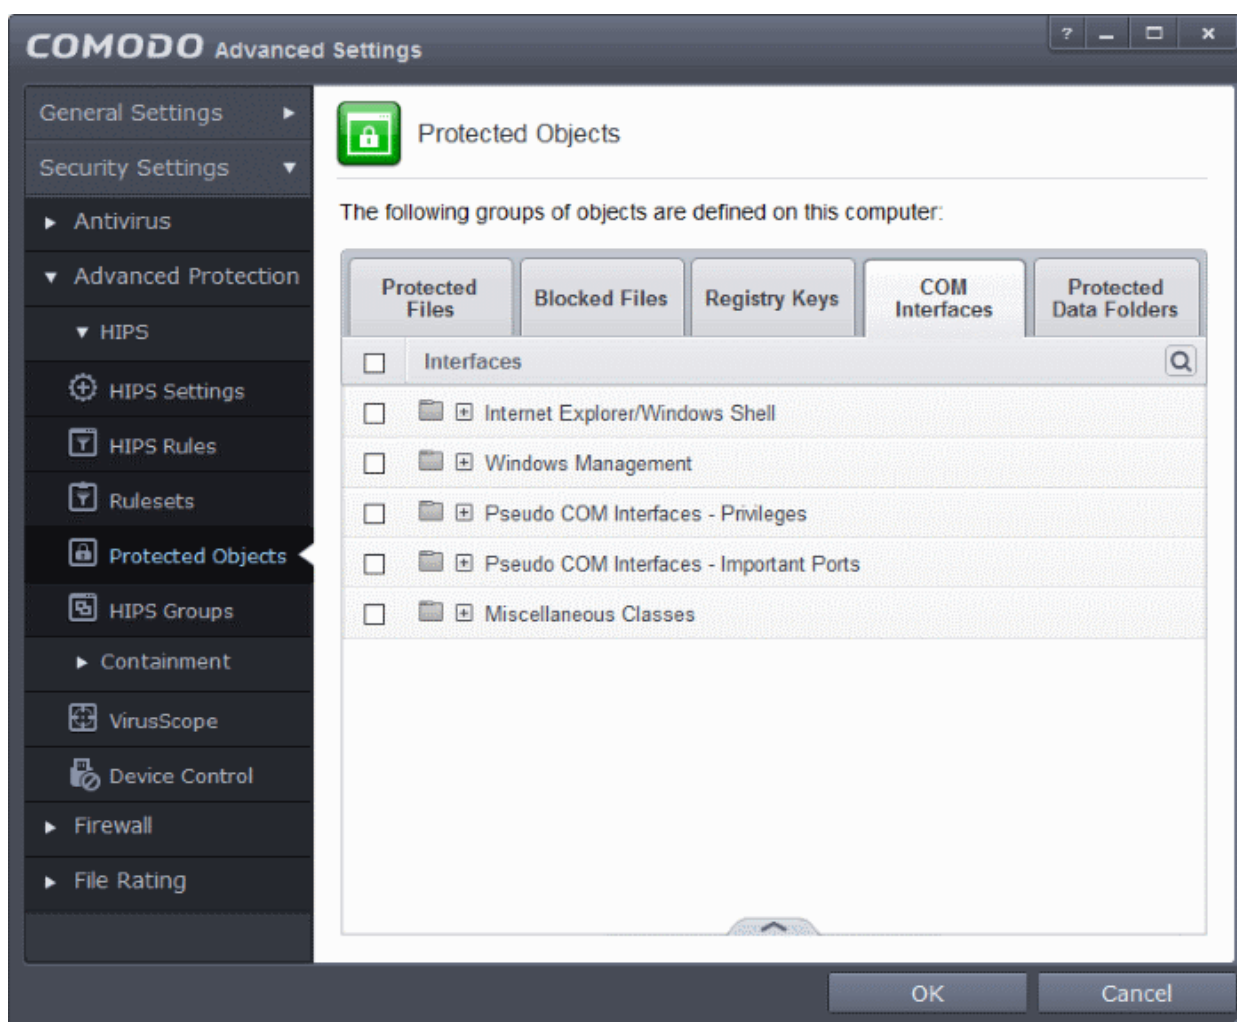 COMODO Advanced Settings
?
General Settings
Security Settings
Antivirus
Advanced Protection
HIPS
HIPS Settings
HIPS Rules
Rulesets
Protected Objects
HIPS Groups
Containment
VirusScope
Device Control
Firewall
File Rating
Protected Objects
The following groups of objects are defined on this computer:
Protected
Files
Blocked Files
Registry Keys
COM
Interfaces
Protected
Data Folders
Interfaces
Internet Explorer/Windows Shell
Windows Management
Pseudo COM Interfaces - Privileges
Pseudo COM Interfaces - Important Ports
Miscellaneous Classes
OK
Cancel